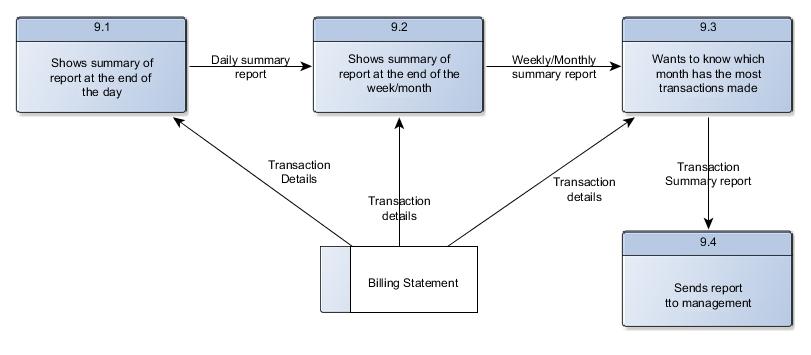 9.1
Shows summary of
report at the end of
the day
Daily summary
report
9.2
Shows summary of
report at the end of the
week/month
Weekly/Monthly
summary report
9.3
Wants to know which
month has the most
transactions made
Transaction
Details
Transaction
details
Transaction
details
Transaction
Summary report
Billing Statement
9.4
Sends report
tto management